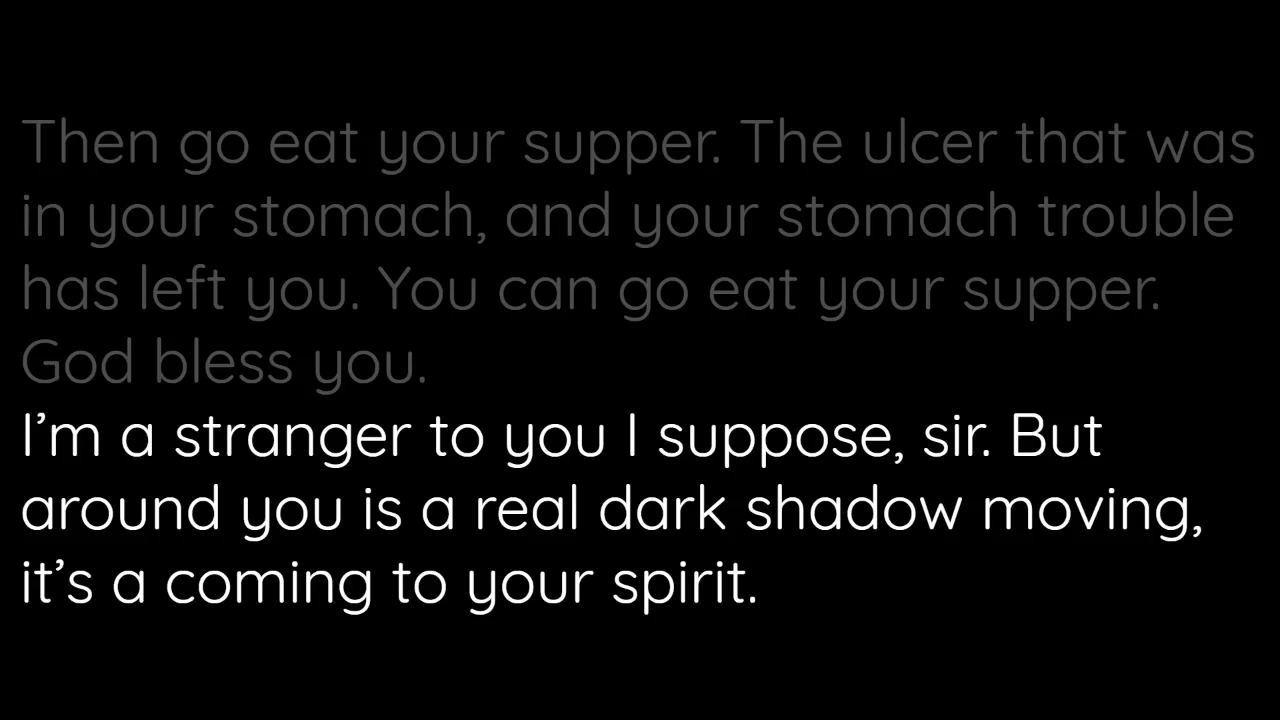 Then go eat your supper. The ulcer that was
in your stomach, and your stomach trouble
has left you. You can go eat your supper.
God bless you.
I’m a stranger to you I suppose, sir. But
around you is a real dark shadow moving,
it’s a coming to your spirit.